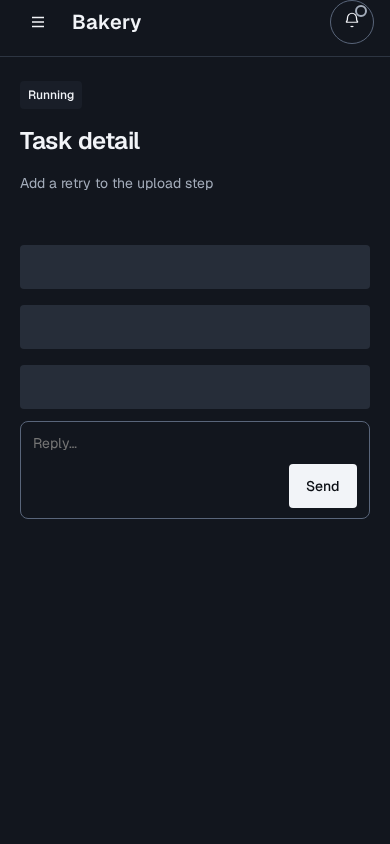 Bakery
Running
Task detail
Add a retry to the upload step
Reply...
Send